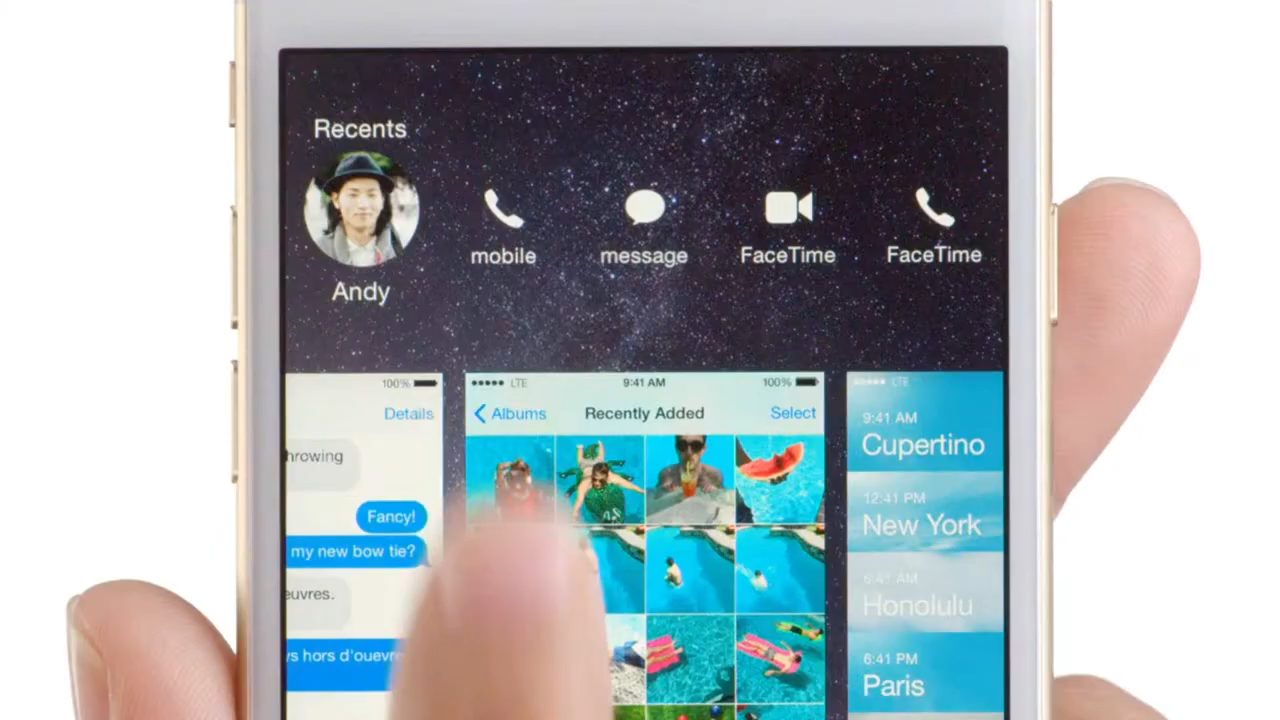 Recents
mobile
message
FaceTime
FaceTime
Andy
100%
Details
hrowing
Fancy!
my new bow tie?
euvres.
ys hors d'ouevre
LTE
9:41 AM
100%
Albums
Recently Added
Select
LTE
9:41 AM
Cupertino
12:41 PM
New York
6:41 AM
Honolulu
6:41 PM
Paris